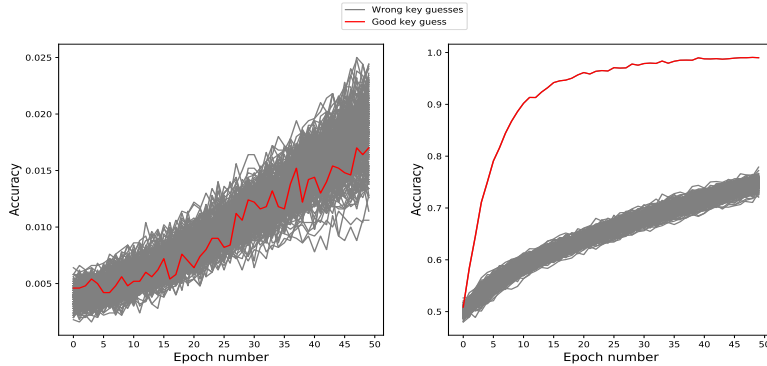 Wrong key guesses
Good key guess
0.025
0.020
0.015
0.010
0.005
Accuracy
0 5 10 15 20 25 30 35 40 45 50
Epoch number
1.0
0.9
0.8
0.7
0.6
0.5
Accuracy
0 5 10 15 20 25 30 35 40 45 50
Epoch number